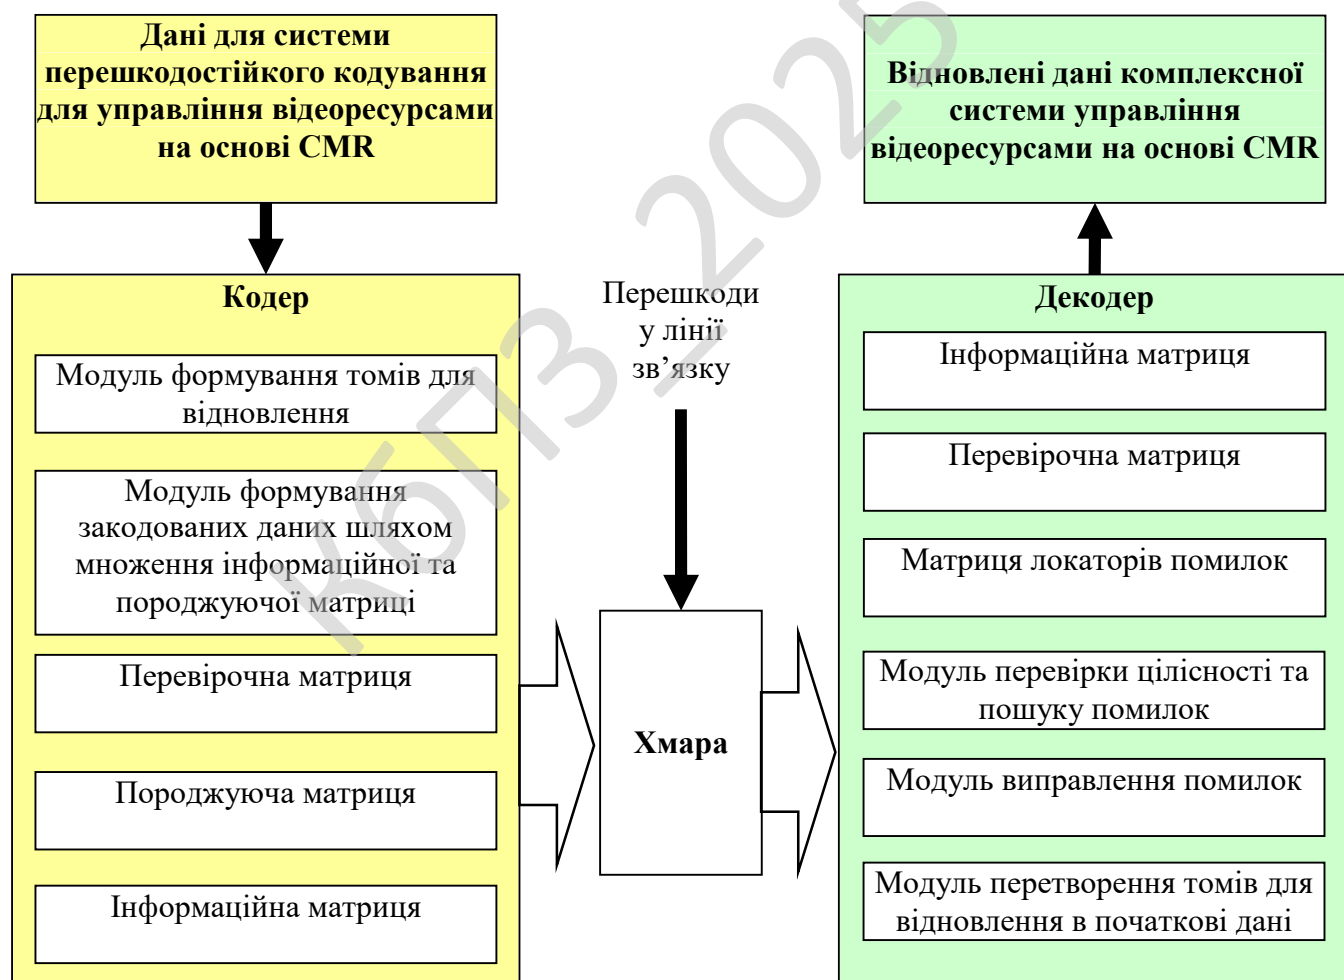 Дані для системи
перешкодостійкого кодування
для управління відеоресурсами
на основі CMR
Відновлені дані комплексної
системи управління
відеоресурсами на основі CMR
Кодер
Модуль формування томів для
відновлення
Модуль формування
закодованих даних шляхом
множення інформаційної та
породжуючої матриці
Перевірочна матриця
Породжуюча матриця
Інформаційна матриця
Перешкоди
у лінії
зв’язку
Хмара
Декодер
Інформаційна матриця
Перевірочна матриця
Матриця локаторів помилок
Модуль перевірки цілісності та
пошуку помилок
Модуль виправлення помилок
Модуль перетворення томів для
відновлення в початкові дані
КбПЗ_2025